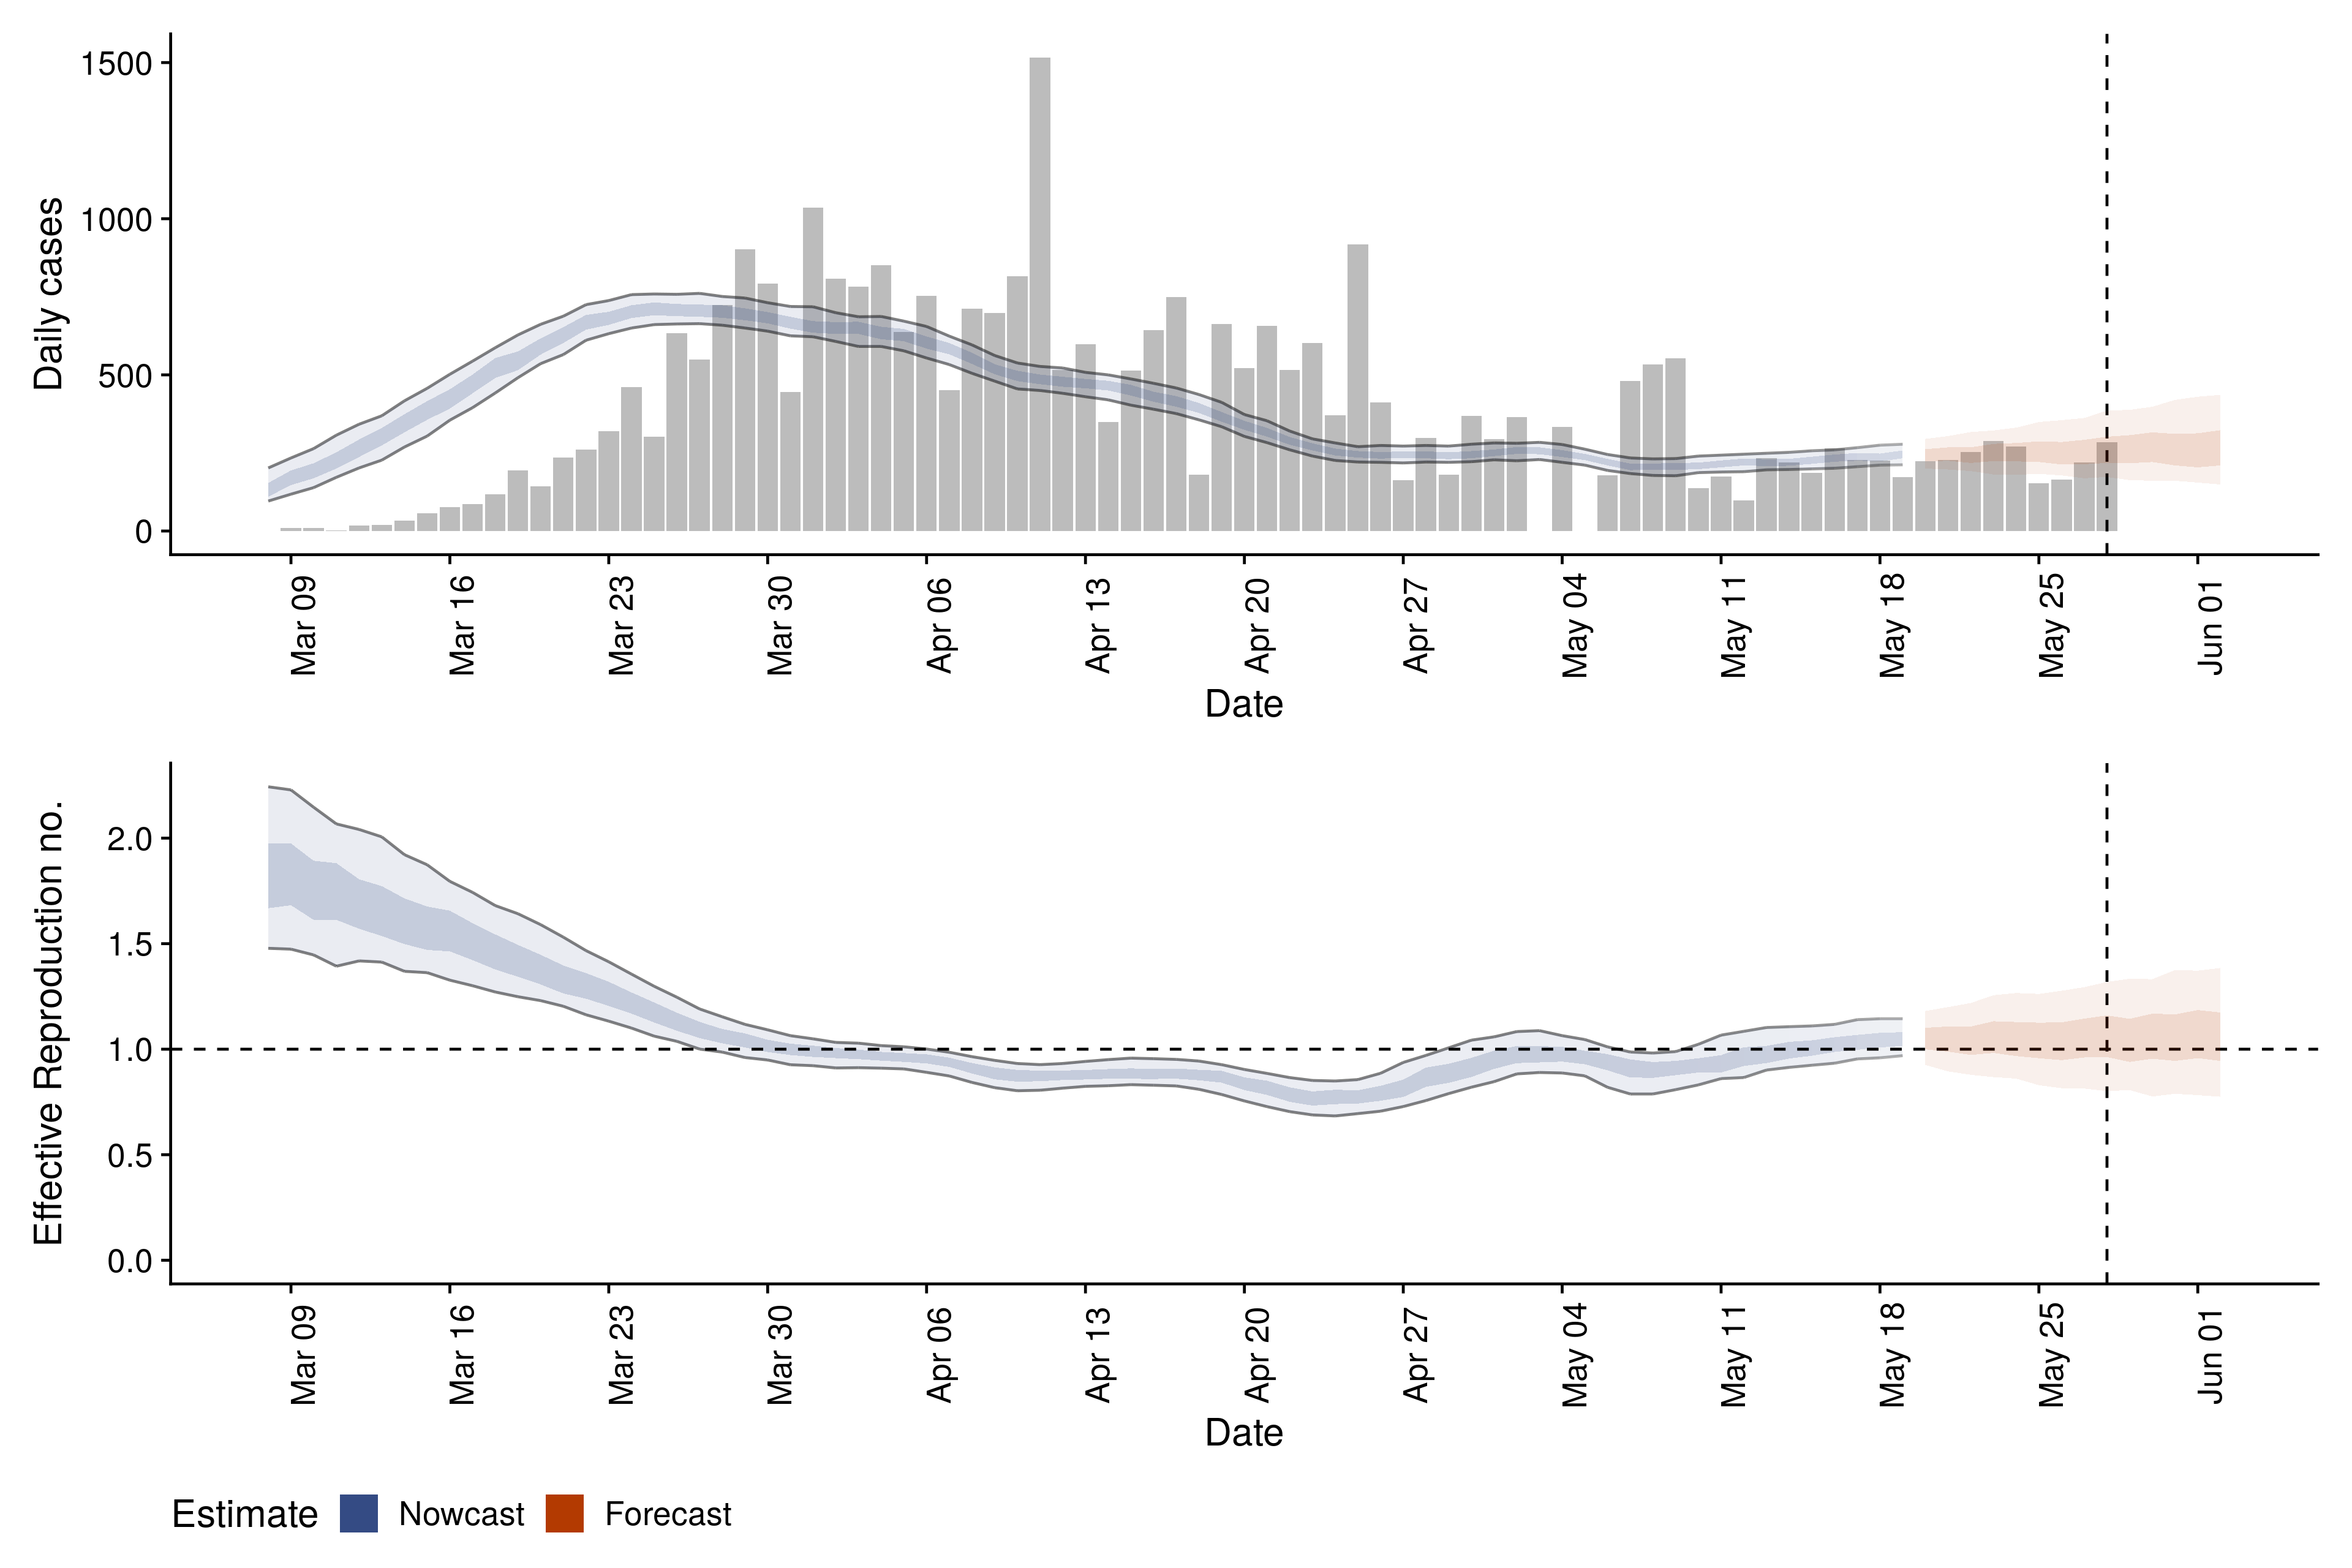 Daily cases
1500
1000
500
0
Mar 09
Mar 16
Mar 23
Mar 30
Apr 06
Apr 13
Apr 20
Apr 27
May 04
May 11
May 18
May 25
Jun 01
Date
Effective Reproduction no.
2.0
1.5
1.0
0.5
0.0
Mar 09
Mar 16
Mar 23
Mar 30
Apr 06
Apr 13
Apr 20
Apr 27
May 04
May 11
May 18
May 25
Jun 01
Date
Estimate Nowcast Forecast